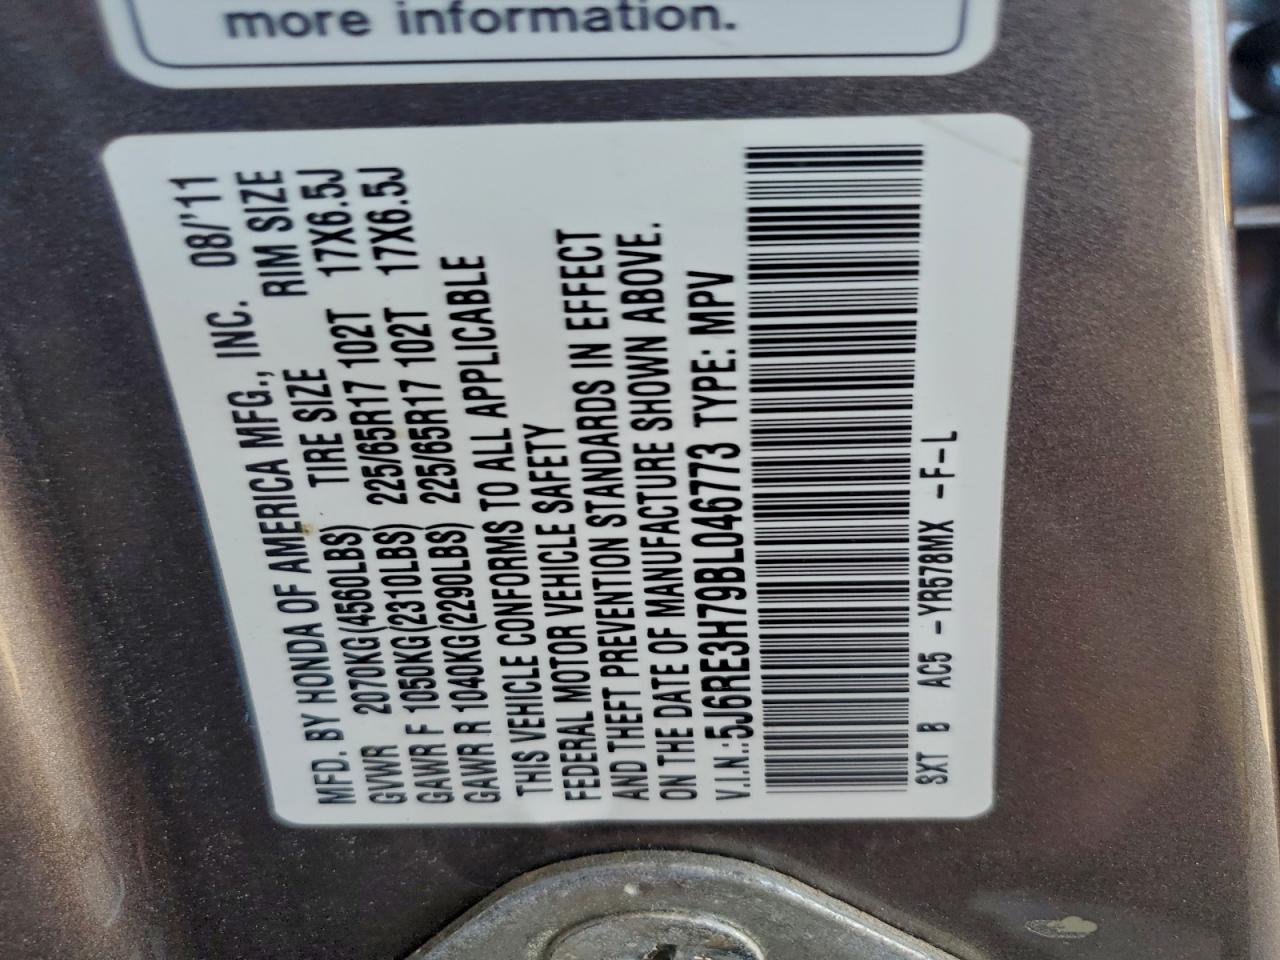 more information.
MFD. BY HONDA OF AMERICA MFG., INC. 08/'11
TIRE SIZE RIM SIZE
GVWR 2070KG(4560LBS)
GAWR F 1050KG(2310LBS) 225/65R17 102T 17X6.5J
GAWR R 1040KG(2290LBS) 225/65R17 102T 17X6.5J
THIS VEHICLE CONFORMS TO ALL APPLICABLE
FEDERAL MOTOR VEHICLE SAFETY
AND THEFT PREVENTION STANDARDS IN EFFECT
ON THE DATE OF MANUFACTURE SHOWN ABOVE.
V.I.N.:5J6RE3H79BL046773 TYPE: MPV
SXT B AC5 -YR578MX -F-L